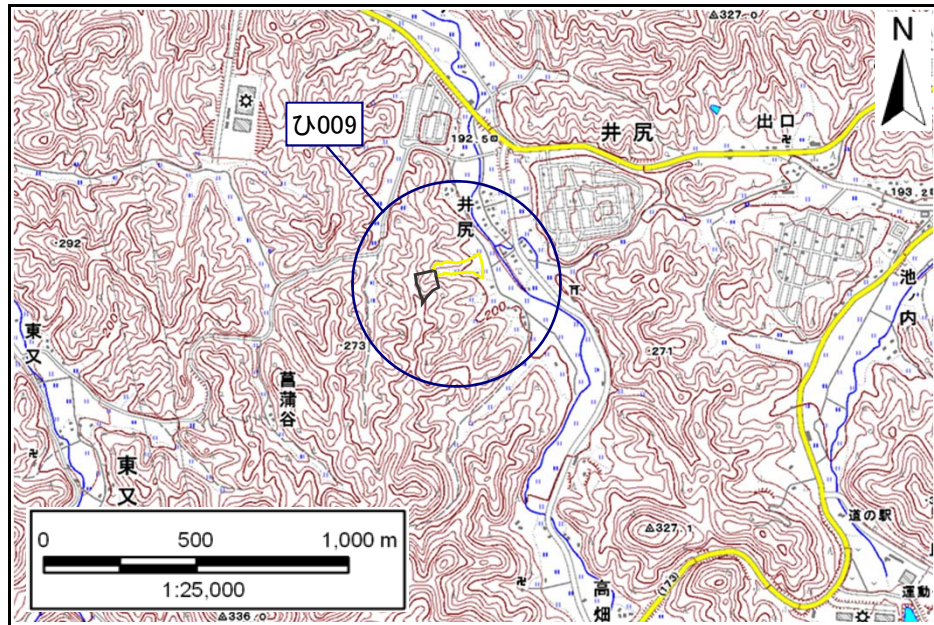 △327.0
N
ひ009
192.5
井尻
出口
193.2
井尻
292
池ノ内
200
200
東又
273
271
菖蒲谷
東又
道の駅
△327.1
0 500 1,000 m
1:25,000
(173)
高畑
運動
△336.0